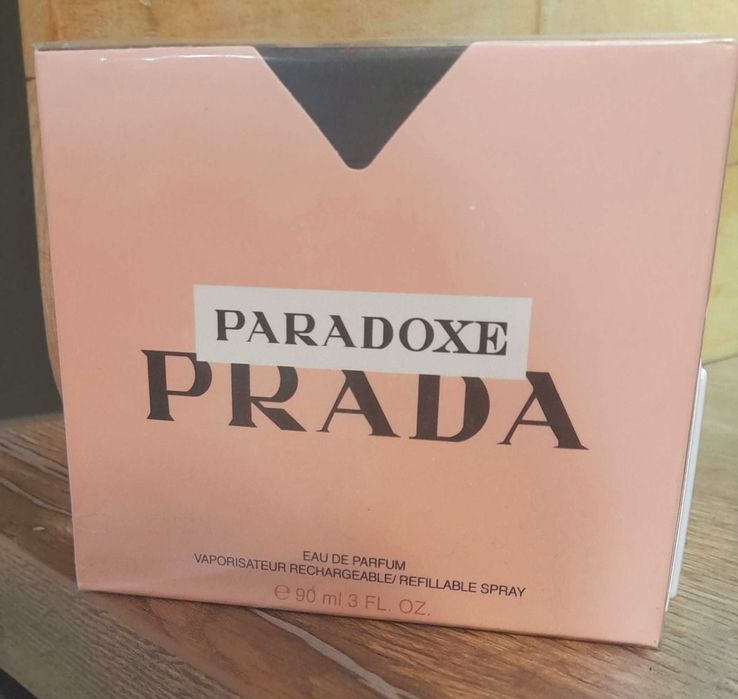 PARADOXE
PRADA
EAU DE PARFUM
VAPORISATEUR RECHARGEABLE/ REFILLABLE SPRAY
℮ 90 ml 3 FL. OZ.